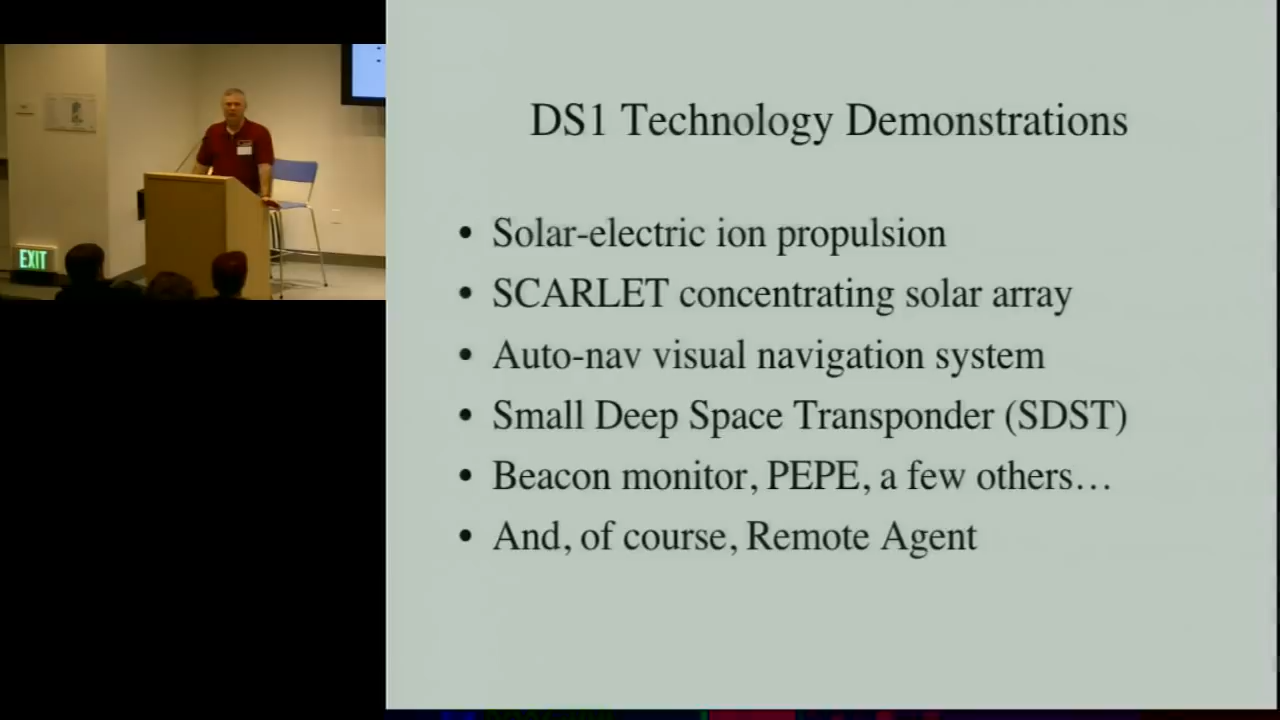 DS1 Technology Demonstrations
• Solar-electric ion propulsion
• SCARLET concentrating solar array
• Auto-nav visual navigation system
• Small Deep Space Transponder (SDST)
• Beacon monitor, PEPE, a few others…
• And, of course, Remote Agent
EXIT